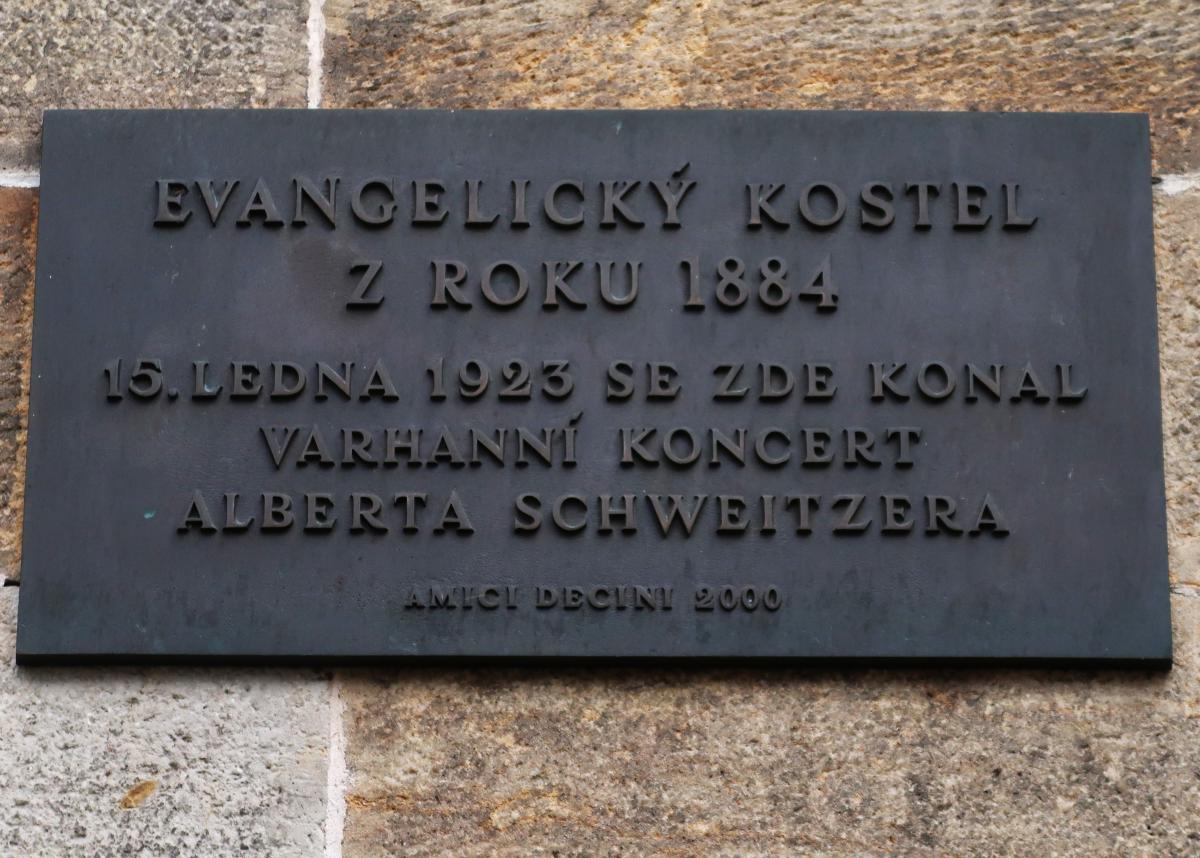 EVANGELICKÝ KOSTEL
Z ROKU 1884
15. LEDNA 1923 SE ZDE KONAL
VARHANNÍ KONCERT
ALBERTA SCHWEITZERA
AMICI DECINI 2000